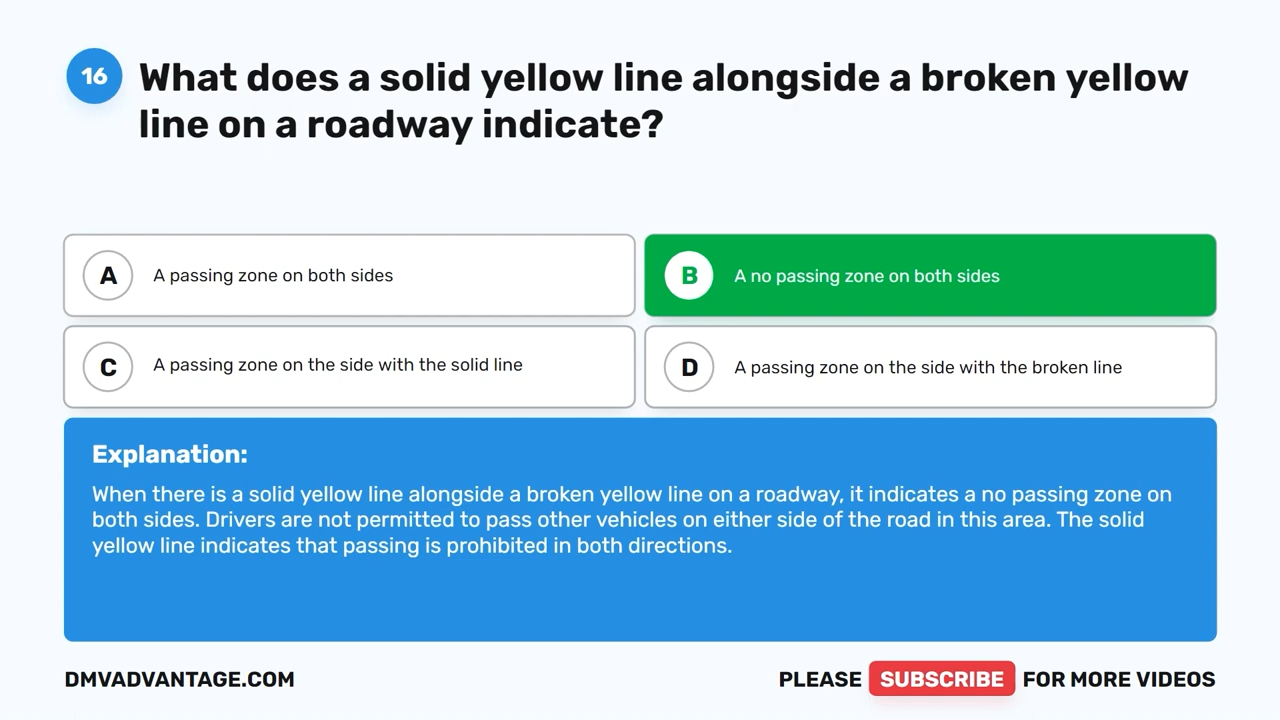 16
What does a solid yellow line alongside a broken yellow
line on a roadway indicate?
A A passing zone on both sides
B A no passing zone on both sides
C A passing zone on the side with the solid line
D A passing zone on the side with the broken line
Explanation:
When there is a solid yellow line alongside a broken yellow line on a roadway, it indicates a no passing zone on
both sides. Drivers are not permitted to pass other vehicles on either side of the road in this area. The solid
yellow line indicates that passing is prohibited in both directions.
DMVADVANTAGE.COM
PLEASE SUBSCRIBE FOR MORE VIDEOS